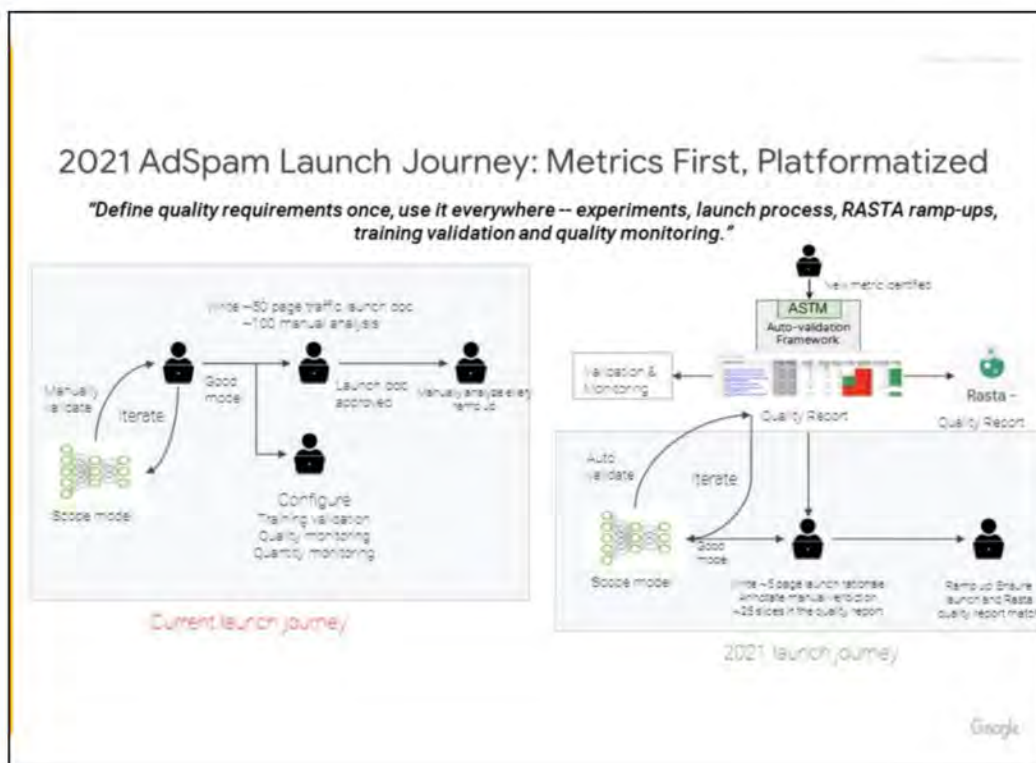 2021 AdSpam Launch Journey: Metrics First, Platformatized
"Define quality requirements once, use it everywhere -- experiments, launch process, RASTA ramp-ups,
training validation and quality monitoring."
Write ~50 page traffic launch doc
~100 manual analysis
Manually
validate
Iterate
Good
model
Launch doc
approved
Manually analyze every
ramp up
Scope model
Configure
Training validation
Quality monitoring
Quantity monitoring
Current launch journey
New metric identified
ASTM
Auto-validation
Framework
Validation &
Monitoring
Quality Report
Rasta -
Quality Report
Auto
validate
Iterate
Scope model
Good
model
Write ~5 page launch rationale
Annotate manual verdict on
~25 slices in the quality report
Ramp up Ensure
launch and Rasta
quality report match
2021 launch journey
Google